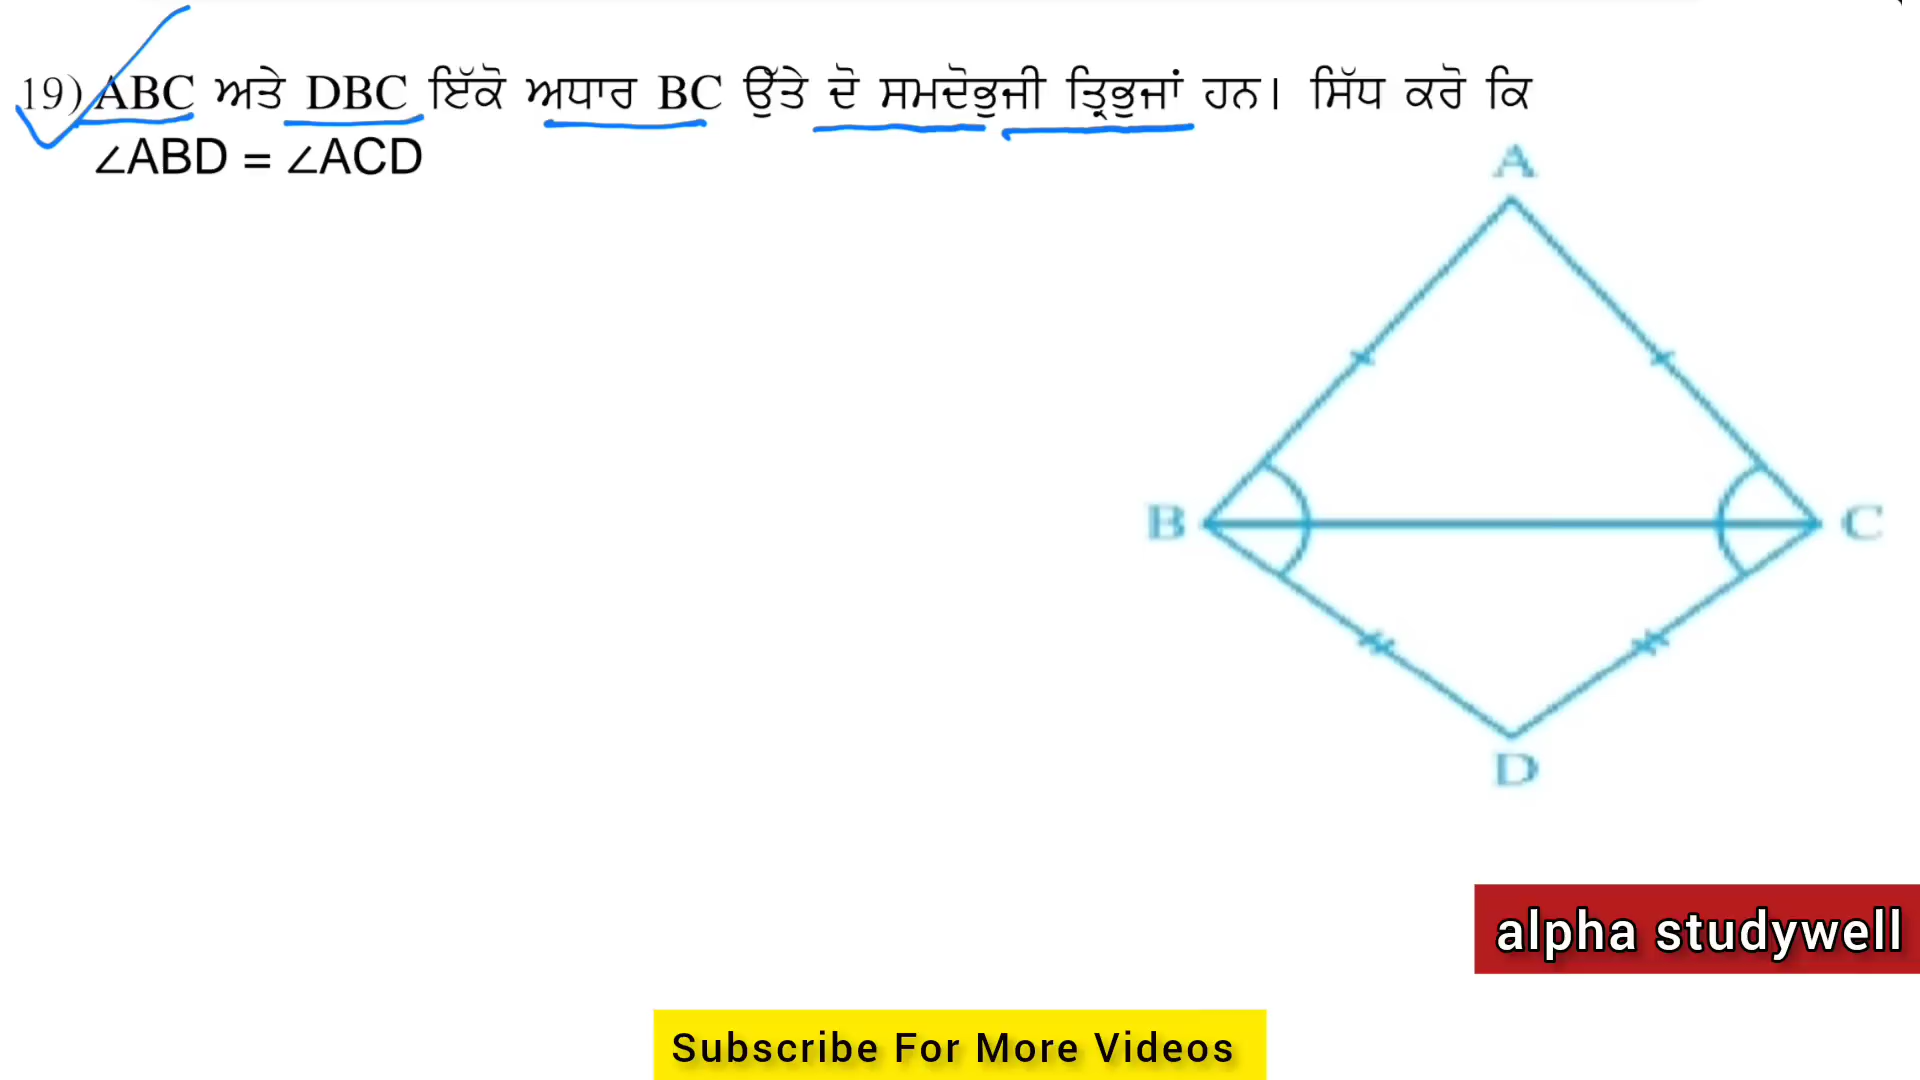 19) ABC ਅਤੇ DBC ਇੱਕੋ ਅਧਾਰ BC ਉੱਤੇ ਦੋ ਸਮਦੋਭੁਜੀ ਤ੍ਰਿਭੁਜਾਂ ਹਨ। ਸਿੱਧ ਕਰੋ ਕਿ
∠ABD = ∠ACD
A
B
C
D
alpha studywell
Subscribe For More Videos